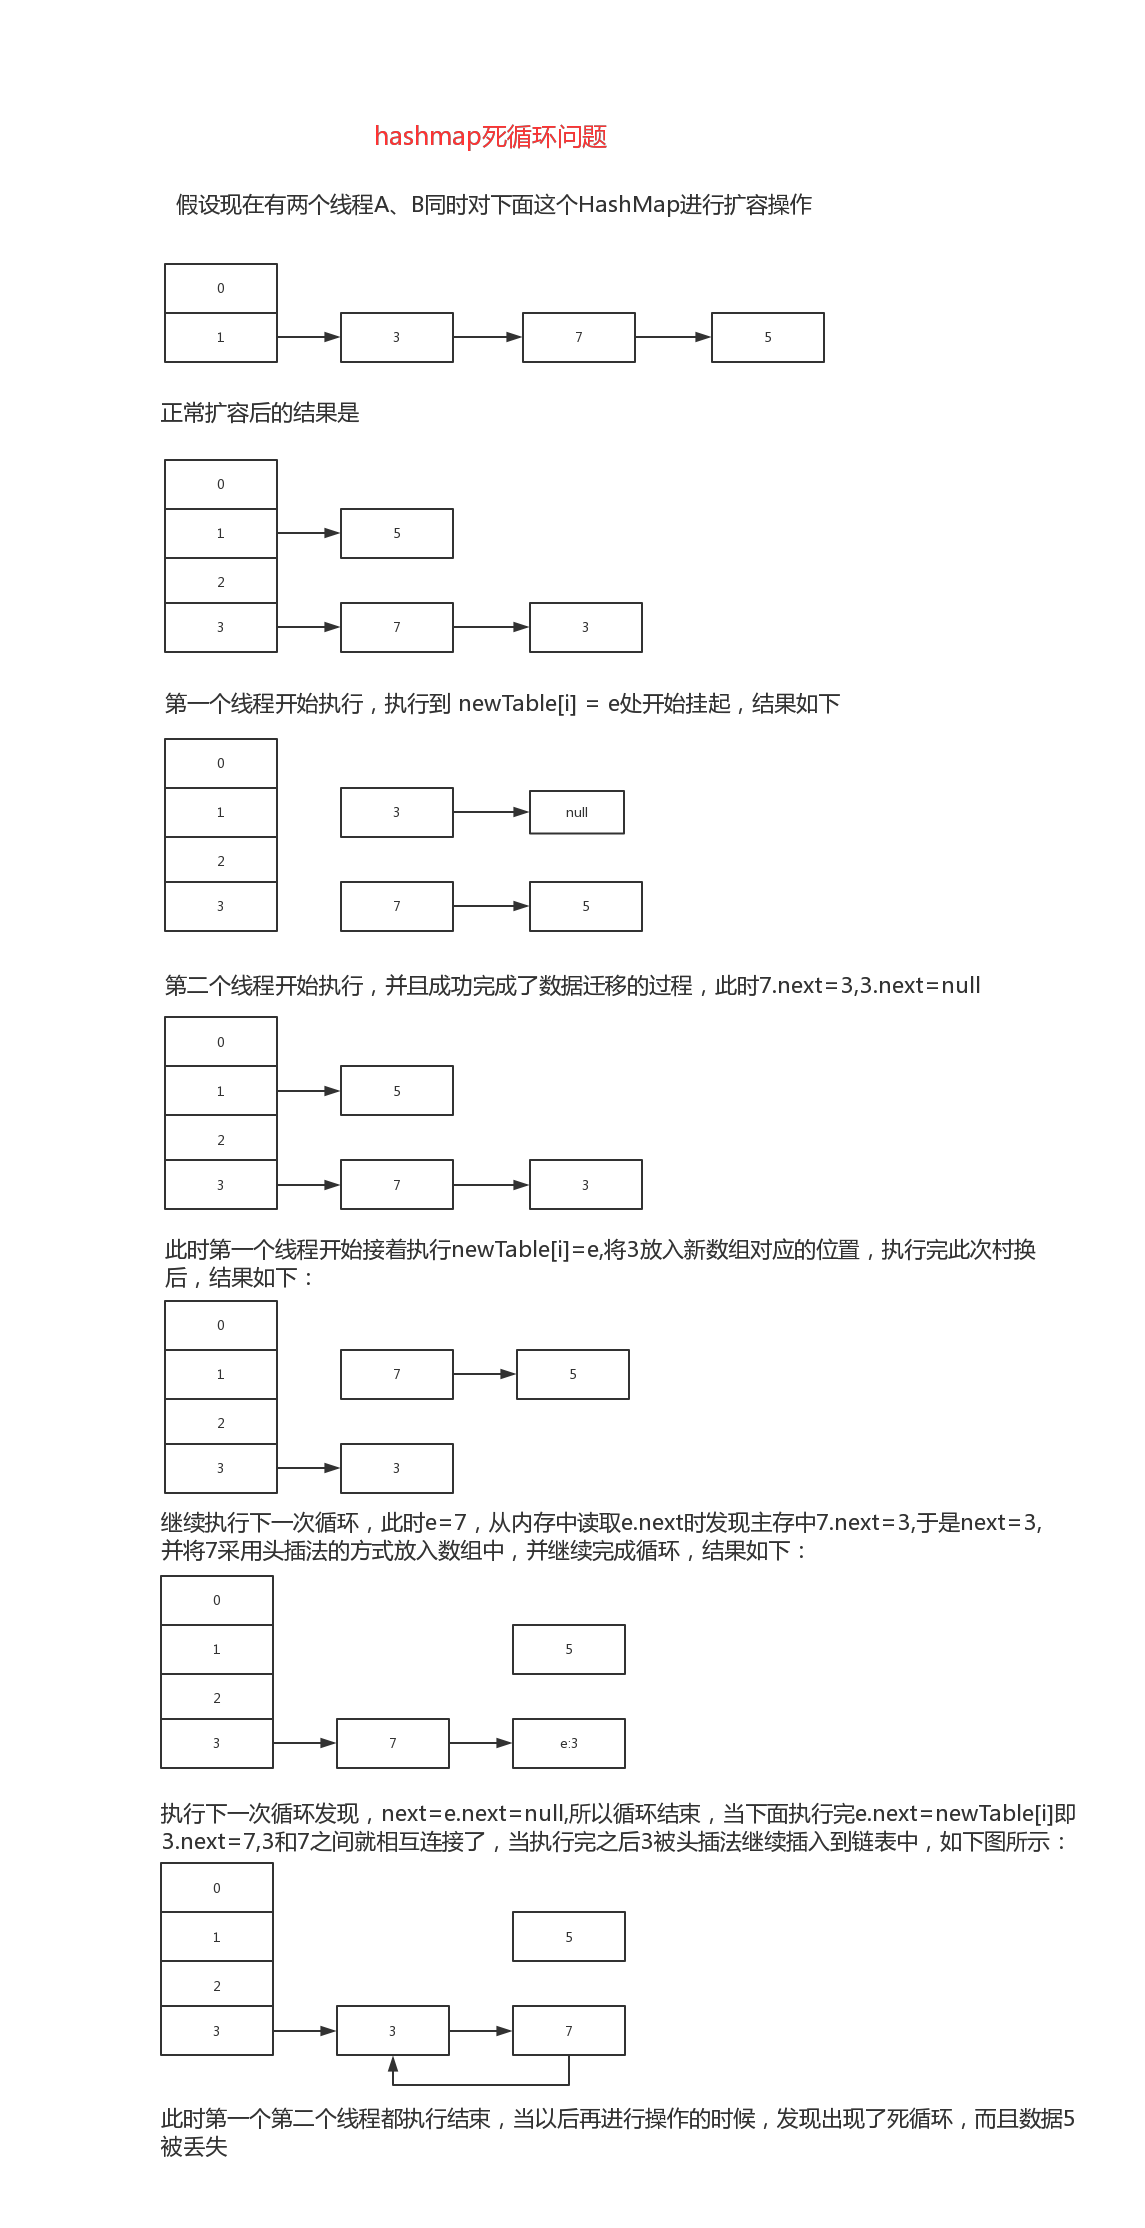 hashmap死循环问题
假设现在有两个线程A、B同时对下面这个HashMap进行扩容操作
0
1 3 7 5
正常扩容后的结果是
0
1 5
2
3 7 3
第一个线程开始执行，执行到 newTable[i] = e处开始挂起，结果如下
0
1 3 null
2
3 7 5
第二个线程开始执行，并且成功完成了数据迁移的过程，此时7.next=3,3.next=null
0
1 5
2
3 7 3
此时第一个线程开始接着执行newTable[i]=e,将3放入新数组对应的位置，执行完此次村换
后，结果如下：
0
1 7 5
2
3 3
继续执行下一次循环，此时e=7，从内存中读取e.next时发现主存中7.next=3,于是next=3,
并将7采用头插法的方式放入数组中，并继续完成循环，结果如下：
0
1 5
2
3 7 e:3
执行下一次循环发现，next=e.next=null,所以循环结束，当下面执行完e.next=newTable[i]即
3.next=7,3和7之间就相互连接了，当执行完之后3被头插法继续插入到链表中，如下图所示：
0
1 5
2
3 3 7
此时第一个第二个线程都执行结束，当以后再进行操作的时候，发现出现了死循环，而且数据5
被丢失